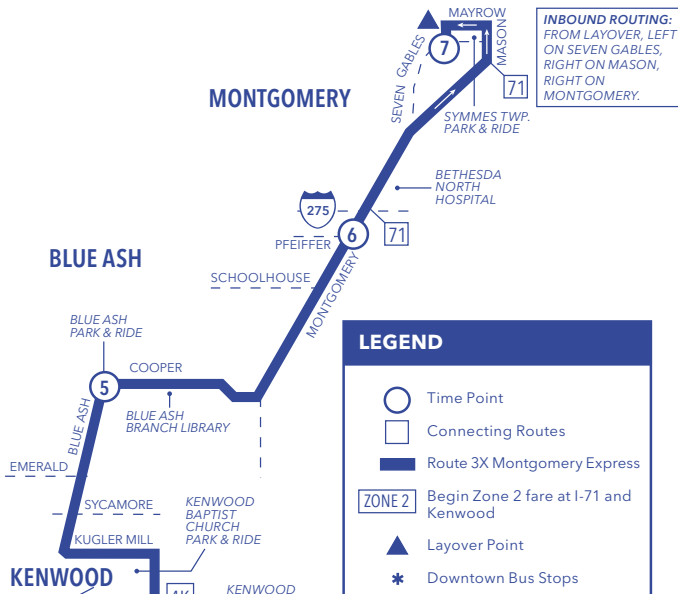 MAYROW
7
SEVEN GABLES
MASON
71
INBOUND ROUTING:
FROM LAYOVER, LEFT
ON SEVEN GABLES,
RIGHT ON MASON,
RIGHT ON
MONTGOMERY.
MONTGOMERY
SYMMES TWP.
PARK & RIDE
BETHESDA
NORTH
HOSPITAL
275
6
71
PFEIFFER
BLUE ASH
SCHOOLHOUSE
MONTGOMERY
BLUE ASH
PARK & RIDE
COOPER
5
BLUE ASH
BLUE ASH
BRANCH LIBRARY
EMERALD
SYCAMORE
KENWOOD
BAPTIST
CHURCH
PARK & RIDE
KUGLER MILL
KENWOOD
KENWOOD
LEGEND
Time Point
Connecting Routes
Route 3X Montgomery Express
ZONE 2
Begin Zone 2 fare at I-71 and
Kenwood
Layover Point
* Downtown Bus Stops